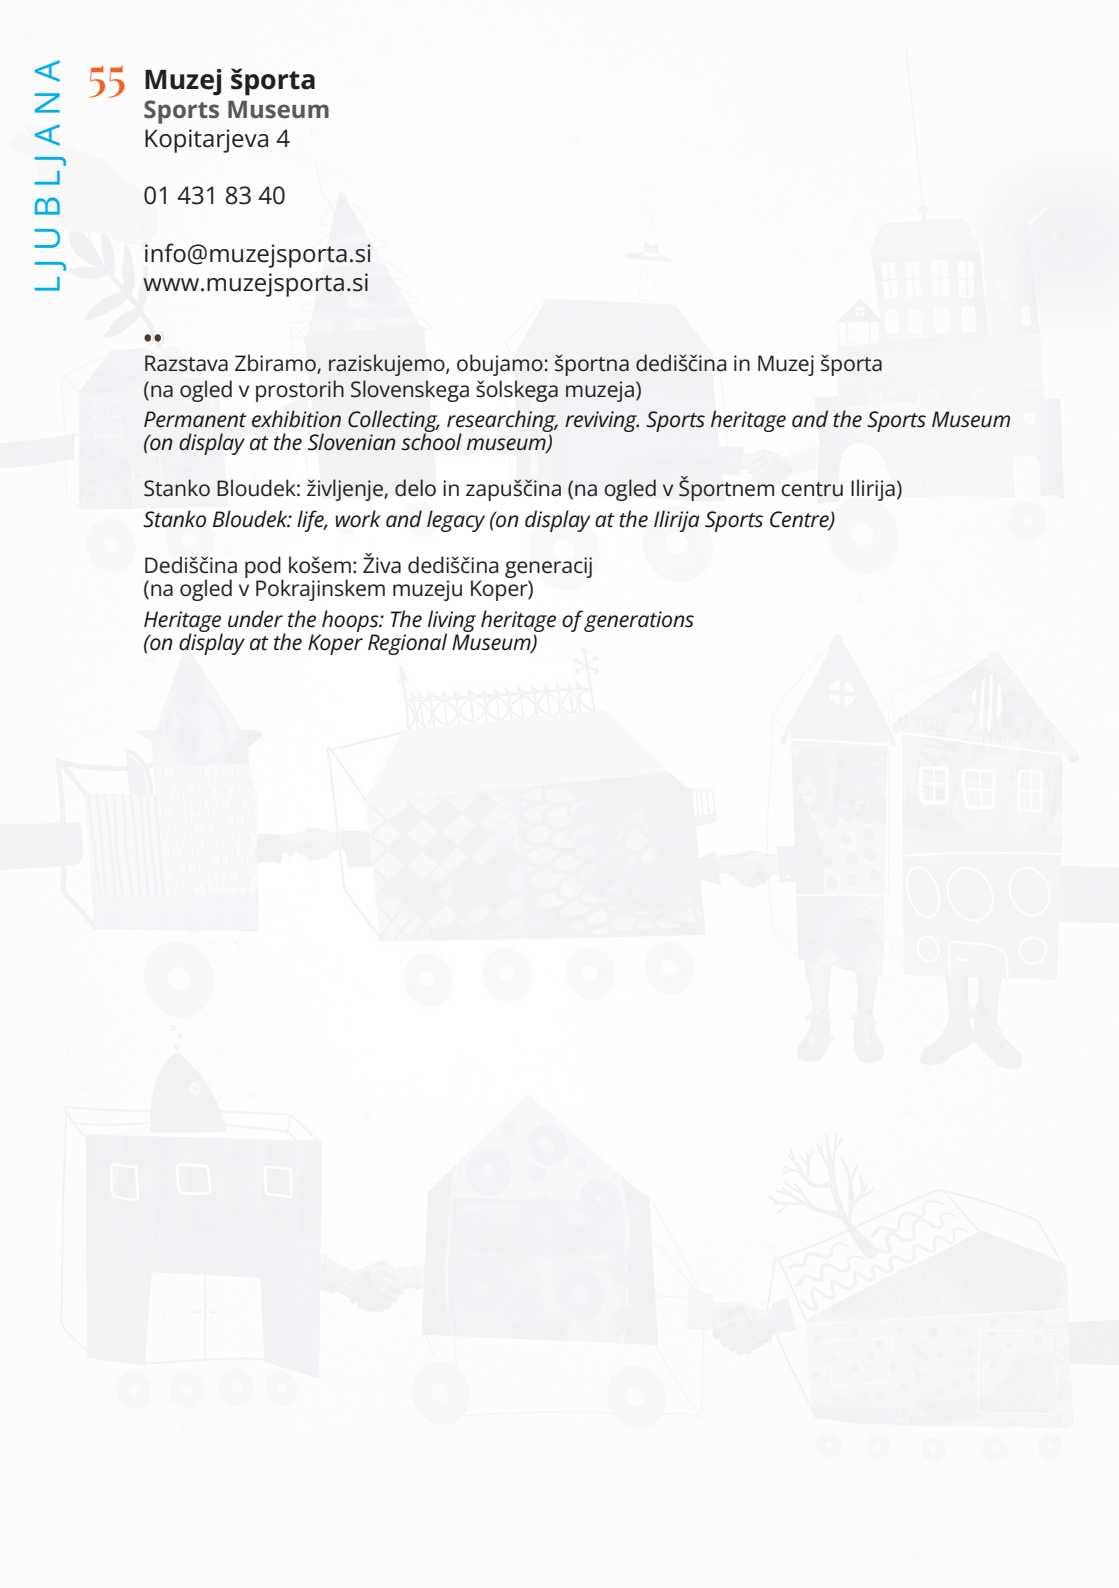 LJUBLJANA
55
Muzej športa
Sports Museum
Kopitarjeva 4
01 431 83 40
info@muzejsporta.si
www.muzejsporta.si
Razstava Zbiramo, raziskujemo, obujamo: športna dediščina in Muzej športa
(na ogled v prostorih Slovenskega šolskega muzeja)
Permanent exhibition Collecting, researching, reviving. Sports heritage and the Sports Museum
(on display at the Slovenian school museum)
Stanko Bloudek: življenje, delo in zapuščina (na ogled v Športnem centru Ilirija)
Stanko Bloudek: life, work and legacy (on display at the Ilirija Sports Centre)
Dediščina pod košem: Živa dediščina generacij
(na ogled v Pokrajinskem muzeju Koper)
Heritage under the hoops: The living heritage of generations
(on display at the Koper Regional Museum)